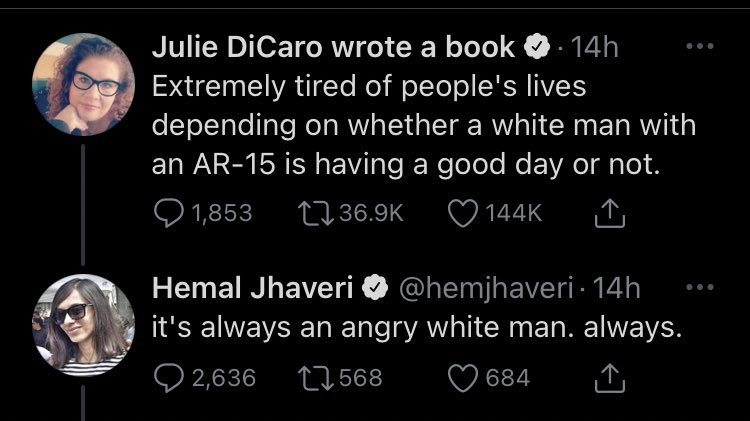 Julie DiCaro wrote a book · 14h
Extremely tired of people's lives
depending on whether a white man with
an AR-15 is having a good day or not.
1,853 36.9K 144K
Hemal Jhaveri @hemjhaveri · 14h
it's always an angry white man. always.
2,636 568 684